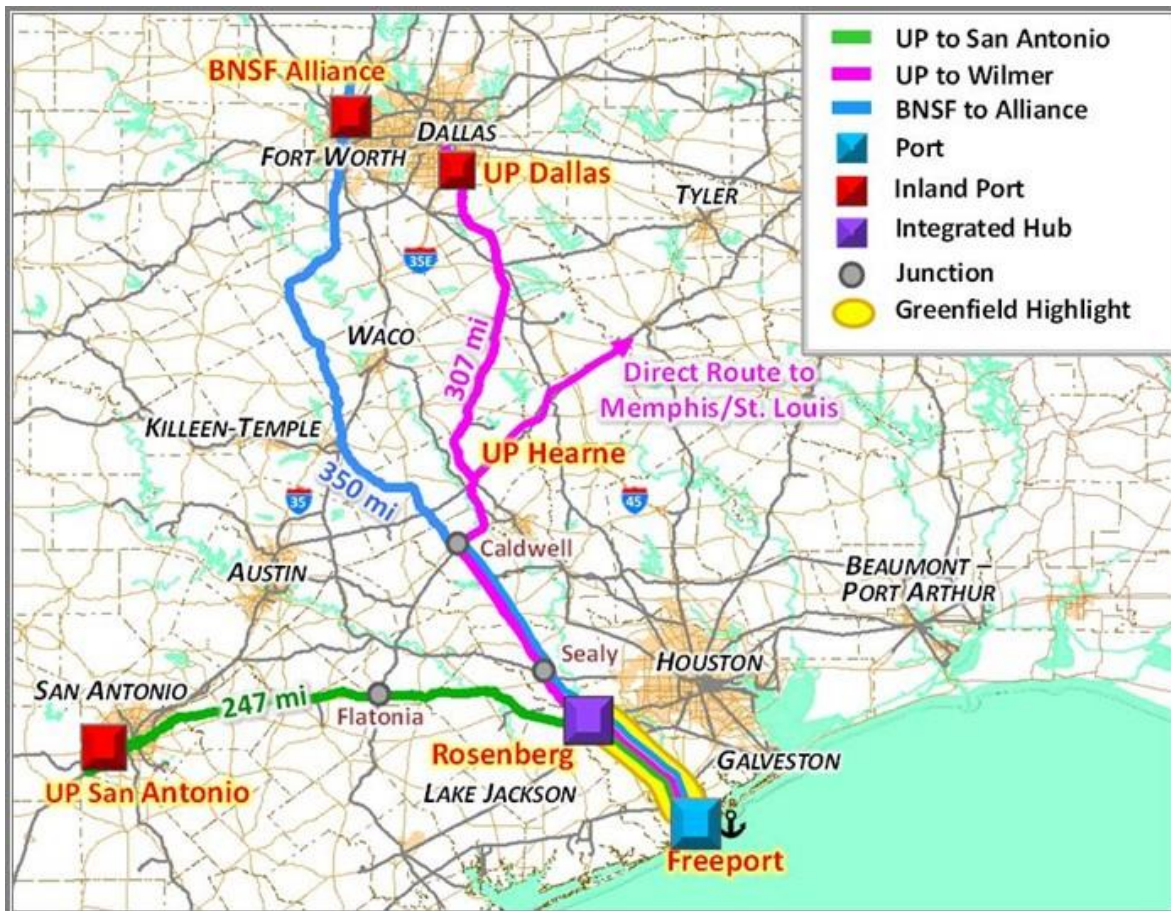 BNSF Alliance
DALLAS
FORT WORTH
UP Dallas
TYLER
35E
WACO
307 mi
Direct Route to
Memphis/St. Louis
KILLEEN-TEMPLE
UP Hearne
350 mi
35
45
Caldwell
AUSTIN
BEAUMONT –
PORT ARTHUR
Sealy
HOUSTON
SAN ANTONIO
247 mi
Flatonia
Rosenberg
GALVESTON
UP San Antonio
LAKE JACKSON
Freeport
UP to San Antonio
UP to Wilmer
BNSF to Alliance
Port
Inland Port
Integrated Hub
Junction
Greenfield Highlight